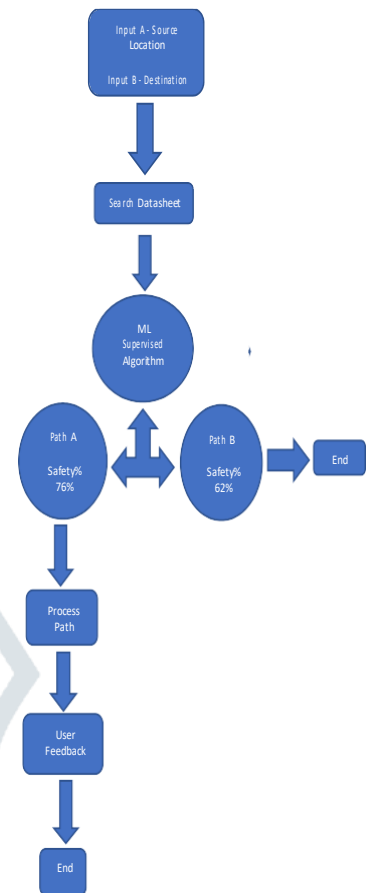 Input A - Source
Location
Input B - Destination
Search Datasheet
ML
Supervised
Algorithm
Path A
Safety%
76%
Path B
Safety%
62%
End
Process
Path
User
Feedback
End